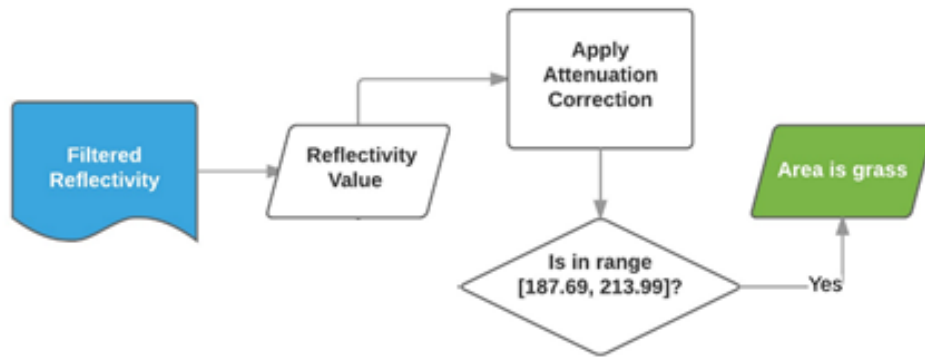 Filtered
Reflectivity
Reflectivity
Value
Apply
Attenuation
Correction
Is in range
[187.69, 213.99]?
Yes
Area is grass